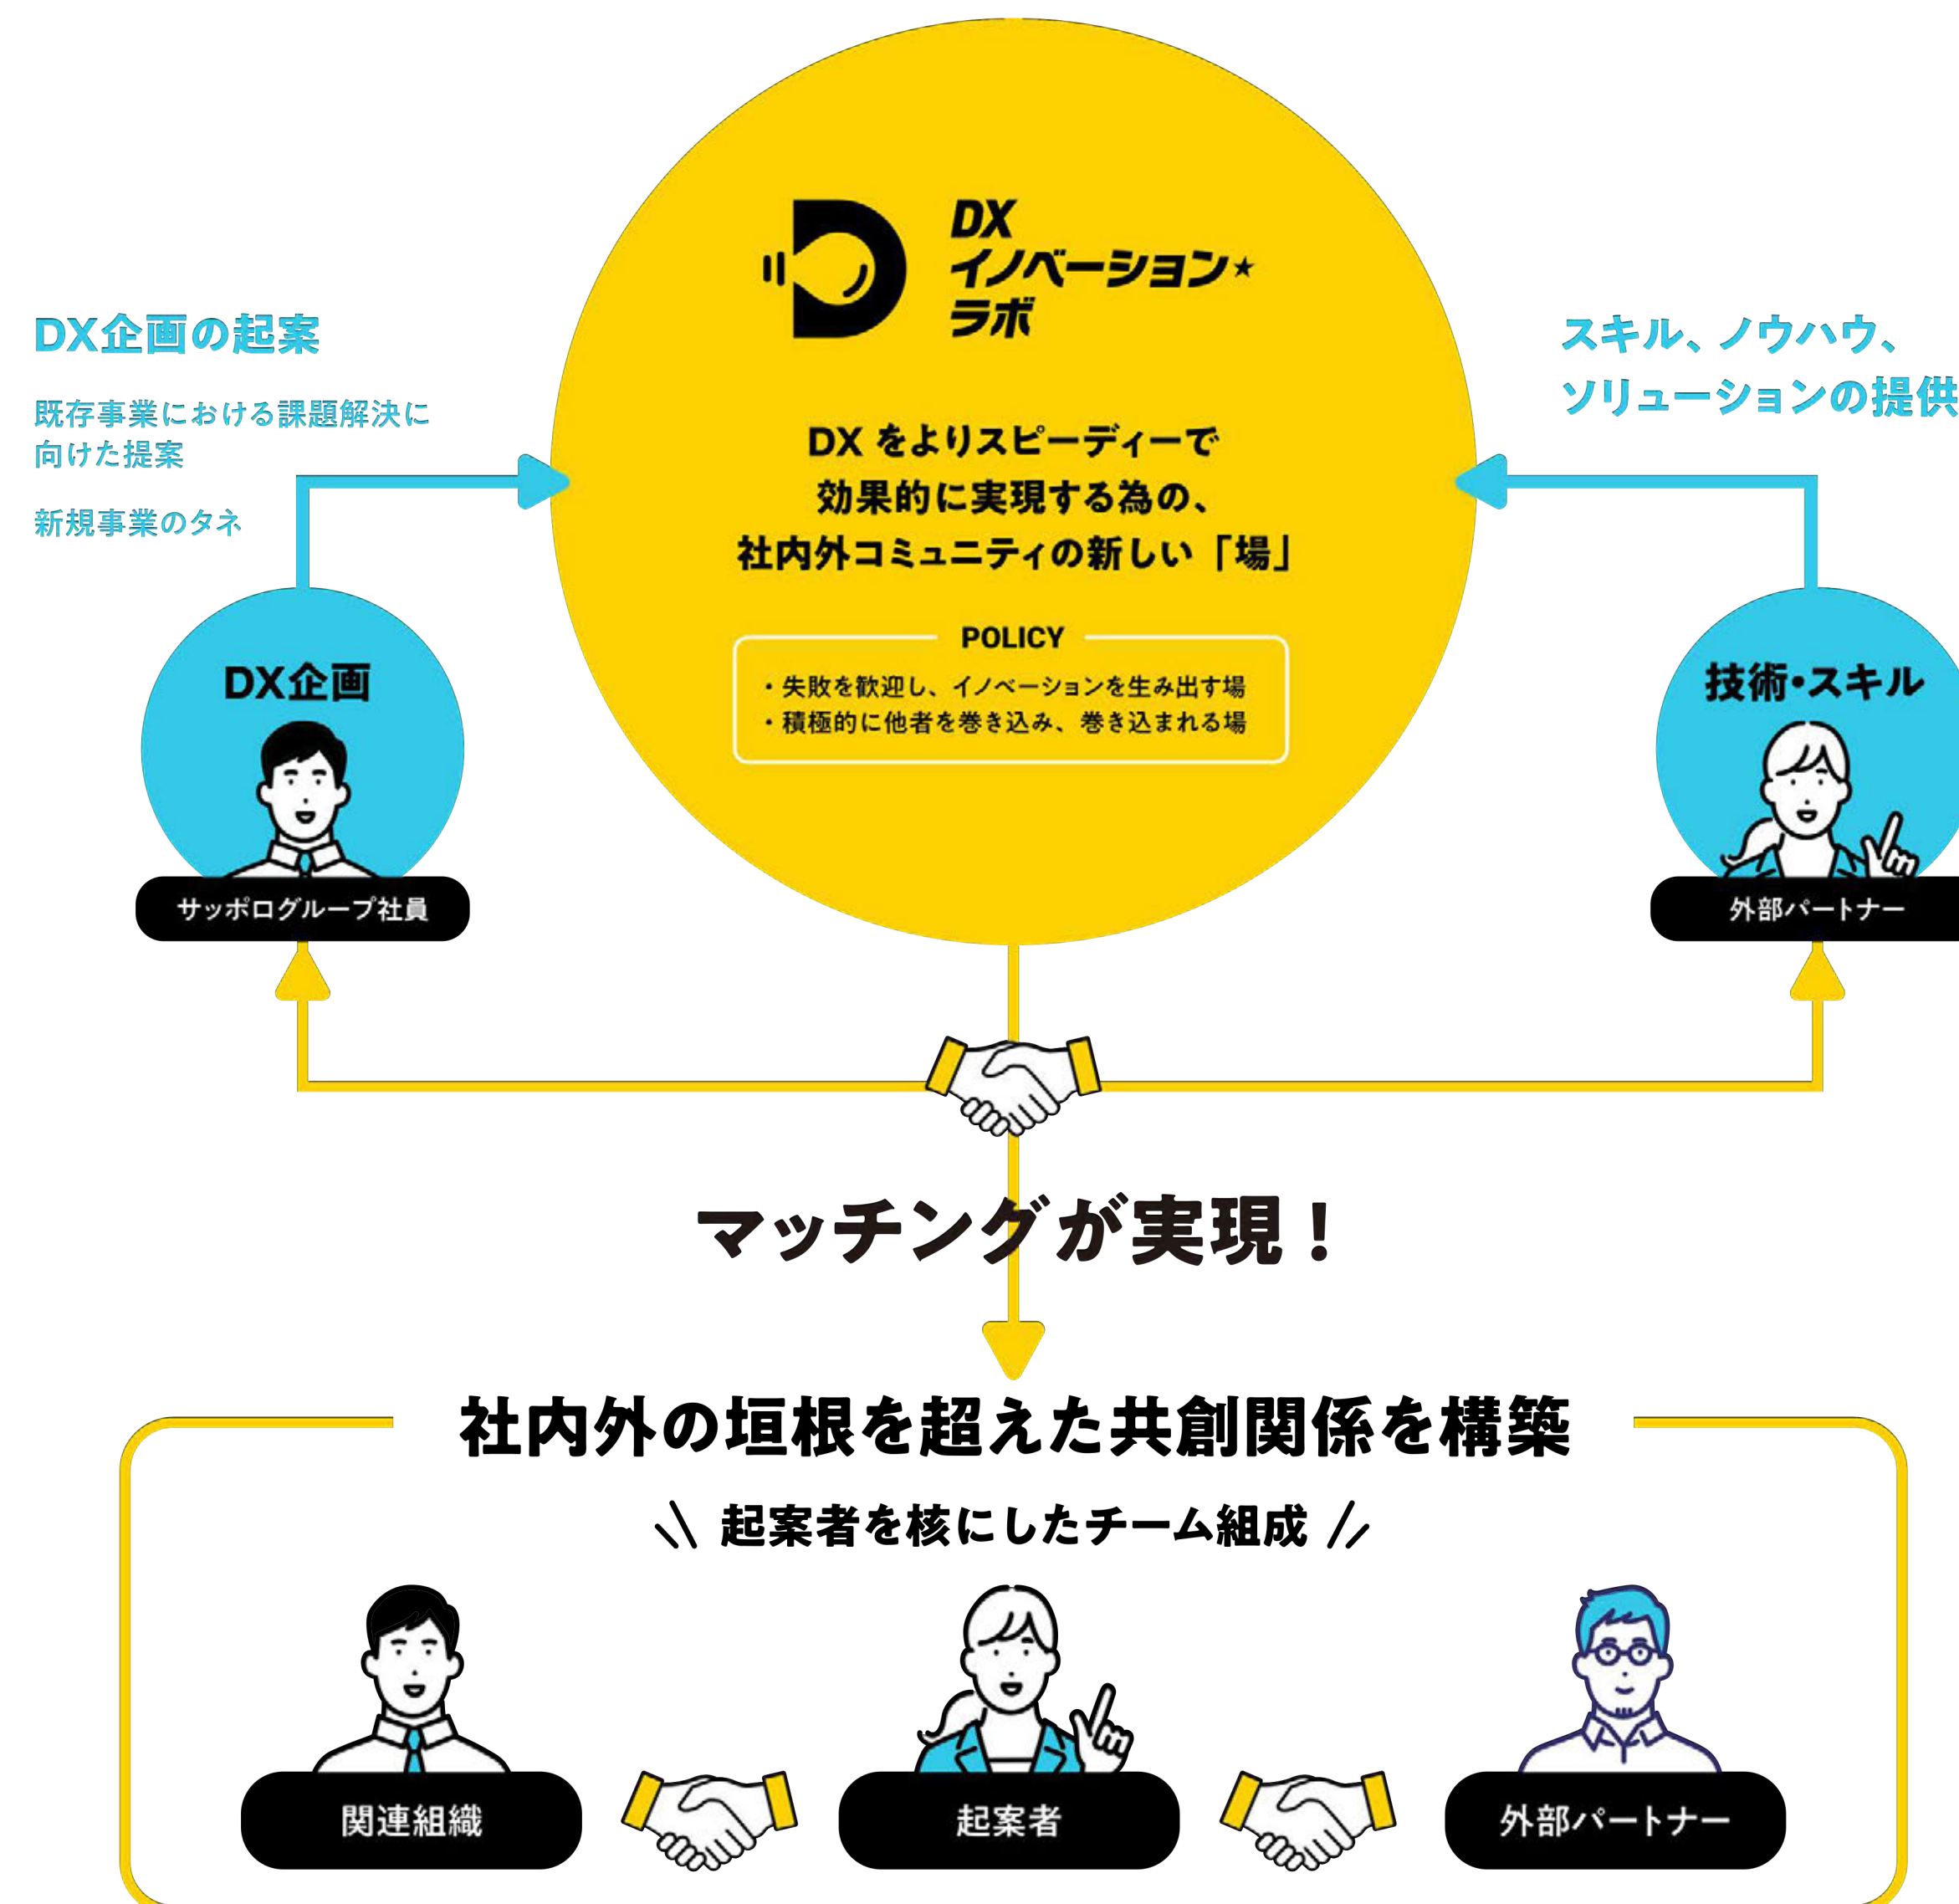 DX
イノベーション★
ラボ
DX をよりスピーディーで
効果的に実現する為の、
社内外コミュニティの新しい「場」
POLICY
・失敗を歓迎し、イノベーションを生み出す場
・積極的に他者を巻き込み、巻き込まれる場
DX企画の起案
既存事業における課題解決に
向けた提案
新規事業のタネ
DX企画
サッポログループ社員
スキル、ノウハウ、
ソリューションの提供
技術・スキル
外部パートナー
マッチングが実現！
社内外の垣根を超えた共創関係を構築
起案者を核にしたチーム組成
関連組織
起案者
外部パートナー